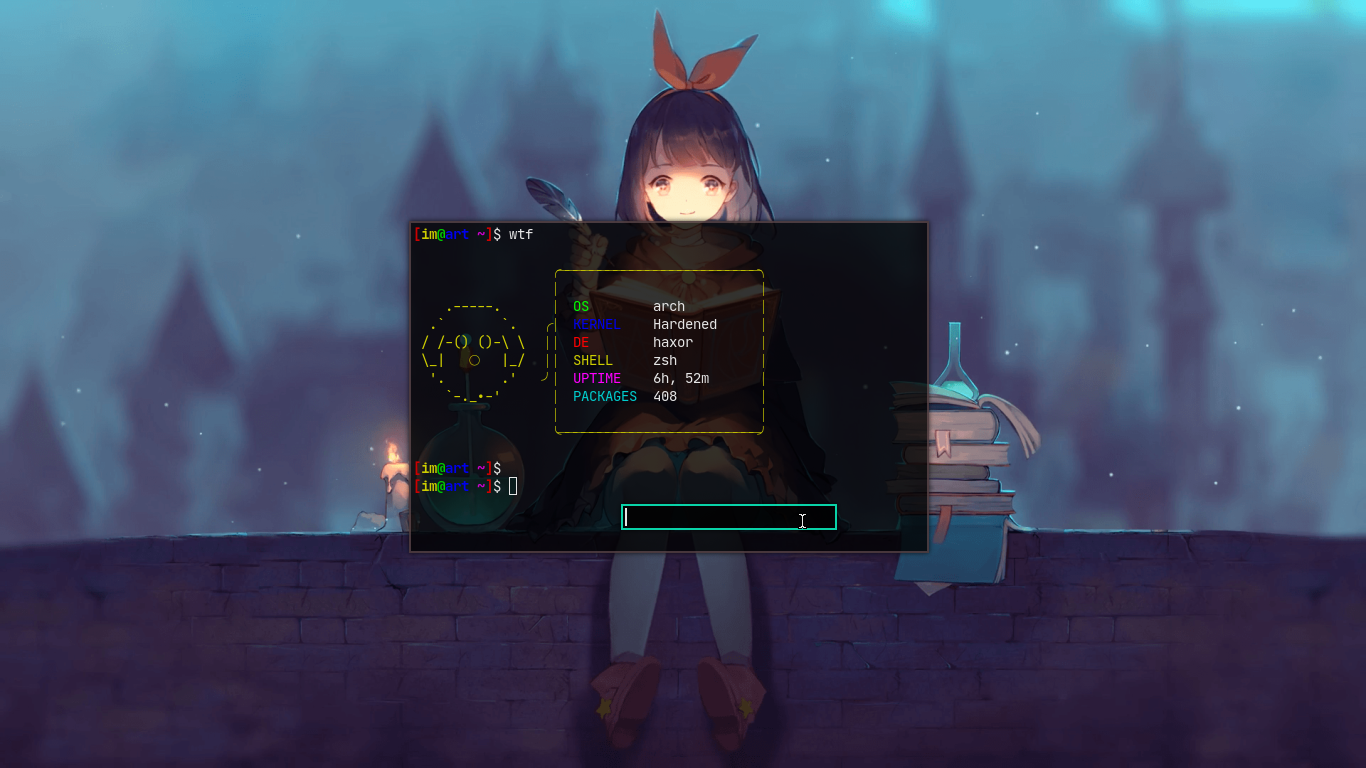 [im@art ~]$ wtf
OS arch
KERNEL Hardened
DE haxor
SHELL zsh
UPTIME 6h, 52m
PACKAGES 408
[im@art ~]$
[im@art ~]$